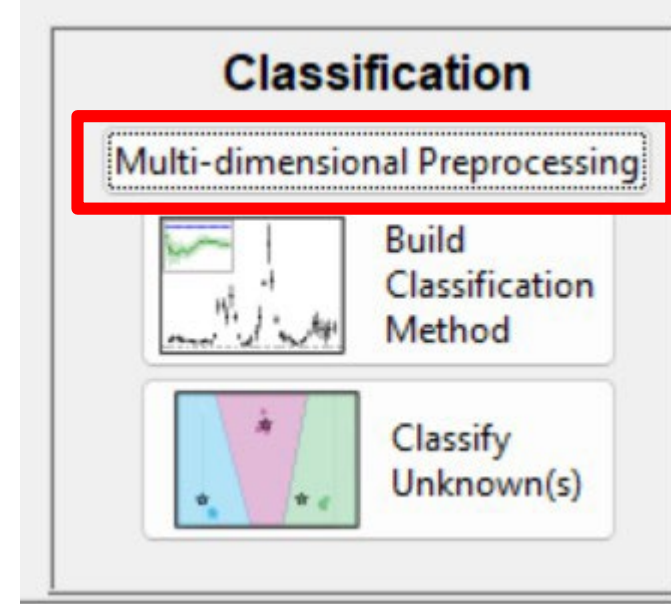 Classification
Multi-dimensional Preprocessing
Build
Classification
Method
Classify
Unknown(s)